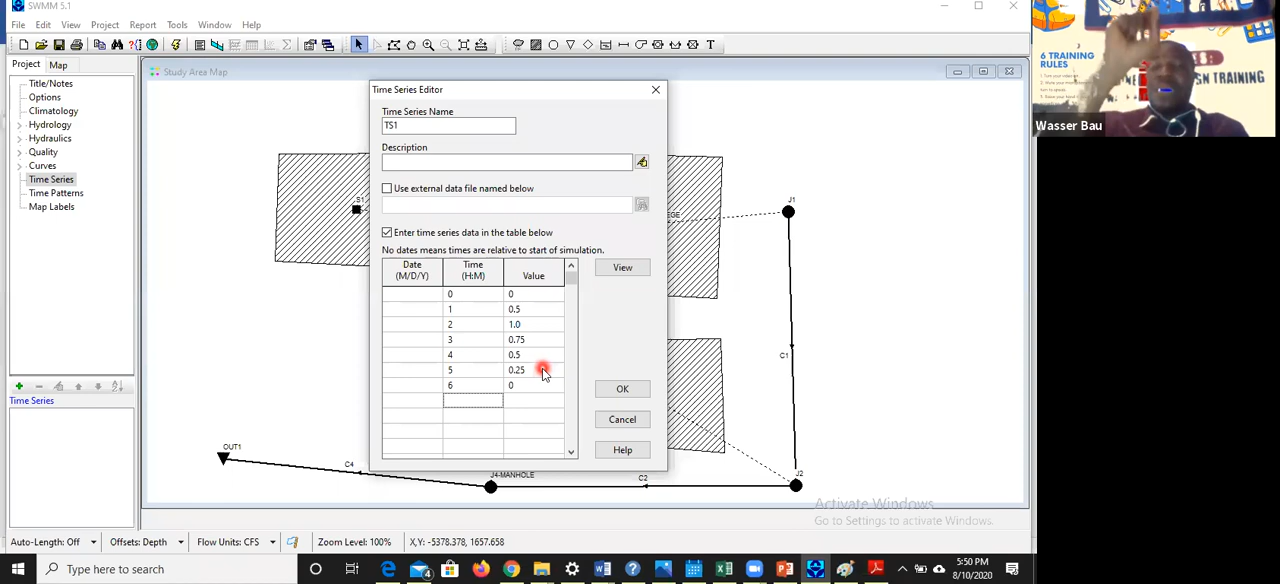 SWMM 5.1
File Edit View Project Report Tools Window Help
Project Map
Title/Notes
Options
Climatology
Hydrology
Hydraulics
Quality
Curves
Time Series
Time Patterns
Map Labels
Time Series
Study Area Map
Time Series Editor
Time Series Name
TS1
Description
Use external data file named below
Enter time series data in the table below
No dates means times are relative to start of simulation.
Date (M/D/Y) Time (H:M) Value
0 0
1 0.5
2 1.0
3 0.75
4 0.5
5 0.25
6 0
View
OK
Cancel
Help
S1
J1
C1
J2
C2
J4-MANHOLE
C4
OUT1
Activate Windows
Go to Settings to activate Windows.
Auto-Length: Off Offsets: Depth Flow Units: CFS Zoom Level: 100% X,Y: -5378.378, 1657.658
Type here to search
5:50 PM
8/10/2020
6 TRAINING
RULES
SN TRAINING
Wasser Bau